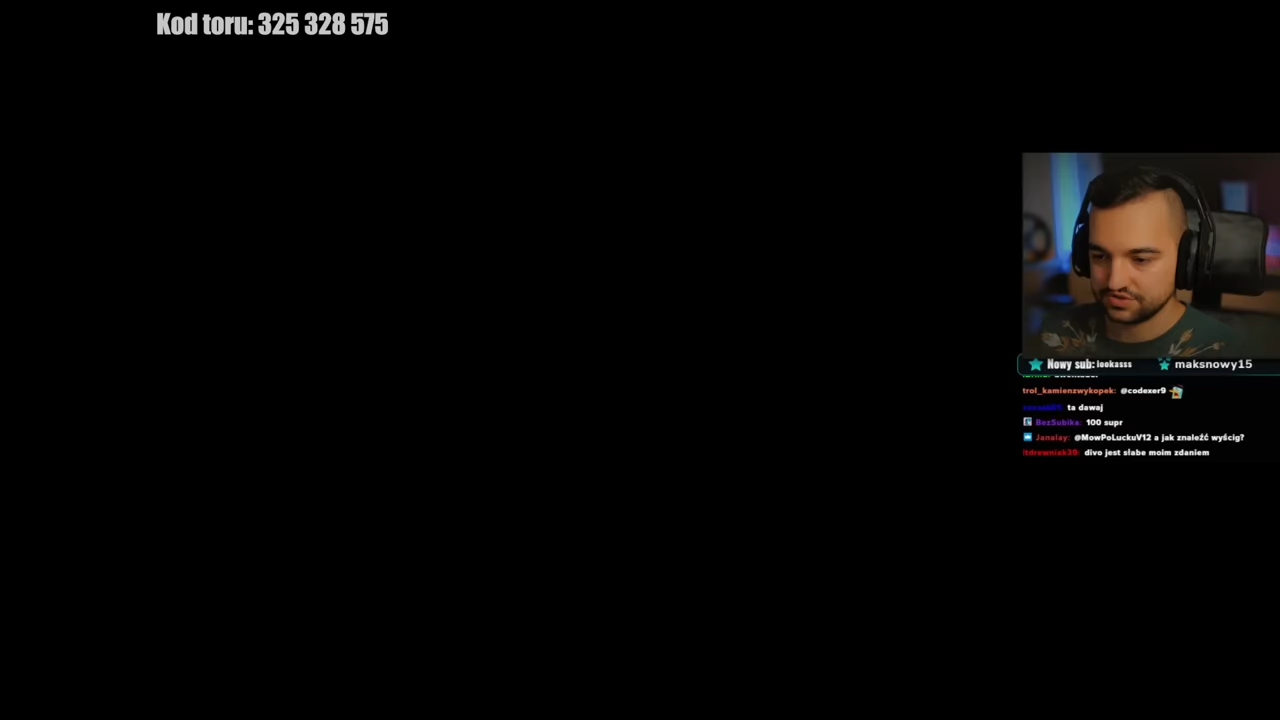 Kod toru: 325 328 575
Nowy sub: lookasss maksnowy15
trol_kamienzwykopek: @codexer9
ta dawaj
BezSubika: 100 supr
Janalay: @MowPoLuckuV12 a jak znaleźć wyścig?
ltdrewniak39: divo jest słabe moim zdaniem